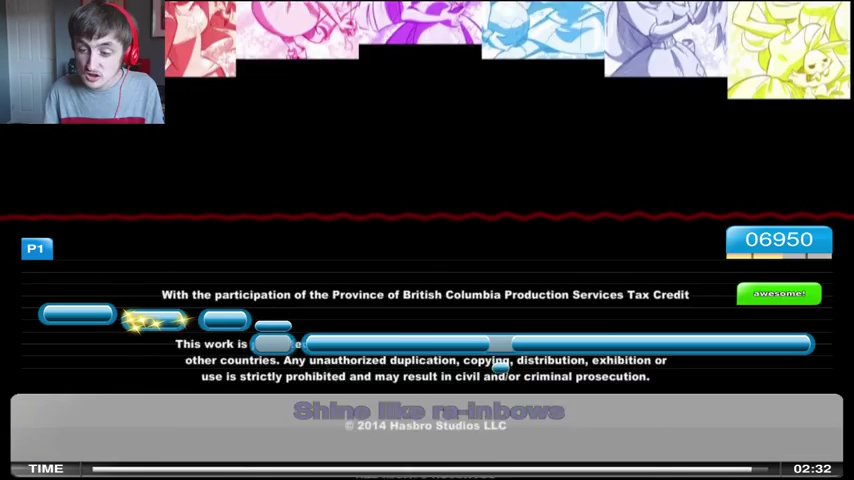 P1
06950
With the participation of the Province of British Columbia Production Services Tax Credit
awesome!
This work is
other countries. Any unauthorized duplication, copying, distribution, exhibition or
use is strictly prohibited and may result in civil and/or criminal prosecution.
Shine like ra-inbows
© 2014 Hasbro Studios LLC
TIME
02:32